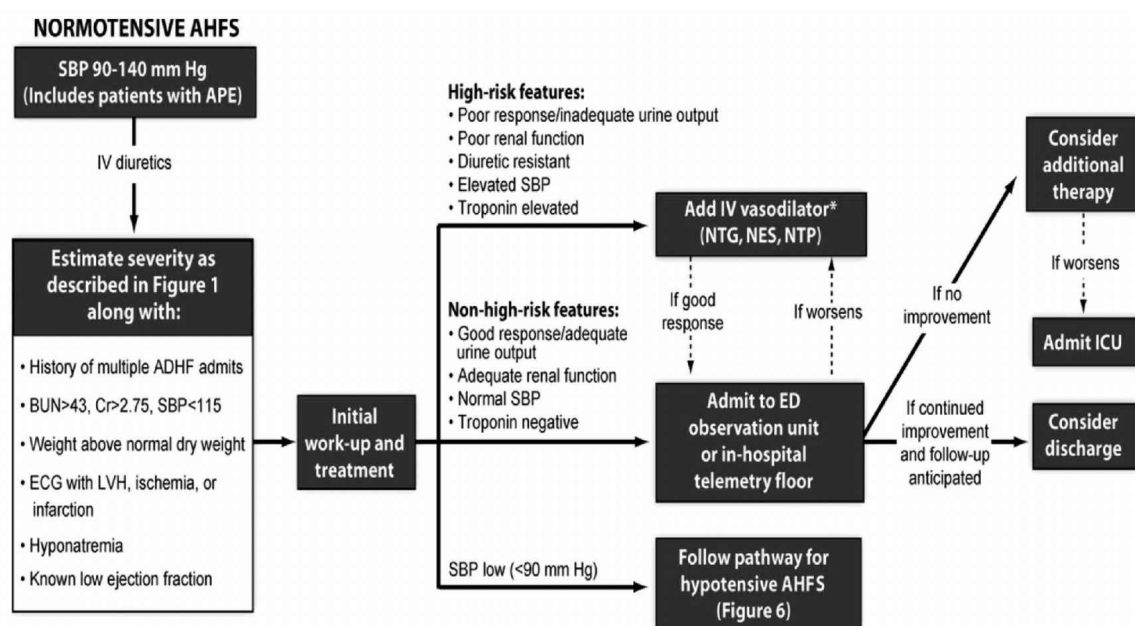 NORMOTENSIVE AHFS
SBP 90-140 mm Hg
(Includes patients with APE)
IV diuretics
Estimate severity as
described in Figure 1
along with:
• History of multiple ADHF admits
• BUN>43, Cr>2.75, SBP<115
• Weight above normal dry weight
• ECG with LVH, ischemia, or
infarction
• Hyponatremia
• Known low ejection fraction
Initial
work-up and
treatment
High-risk features:
• Poor response/inadequate urine output
• Poor renal function
• Diuretic resistant
• Elevated SBP
• Troponin elevated
Non-high-risk features:
• Good response/adequate
urine output
• Adequate renal function
• Normal SBP
• Troponin negative
SBP low (<90 mm Hg)
Add IV vasodilator*
(NTG, NES, NTP)
If good
response
If worsens
Admit to ED
observation unit
or in-hospital
telemetry floor
Follow pathway for
hypotensive AHFS
(Figure 6)
If no
improvement
If continued
improvement
and follow-up
anticipated
Consider
additional
therapy
If worsens
Admit ICU
Consider
discharge